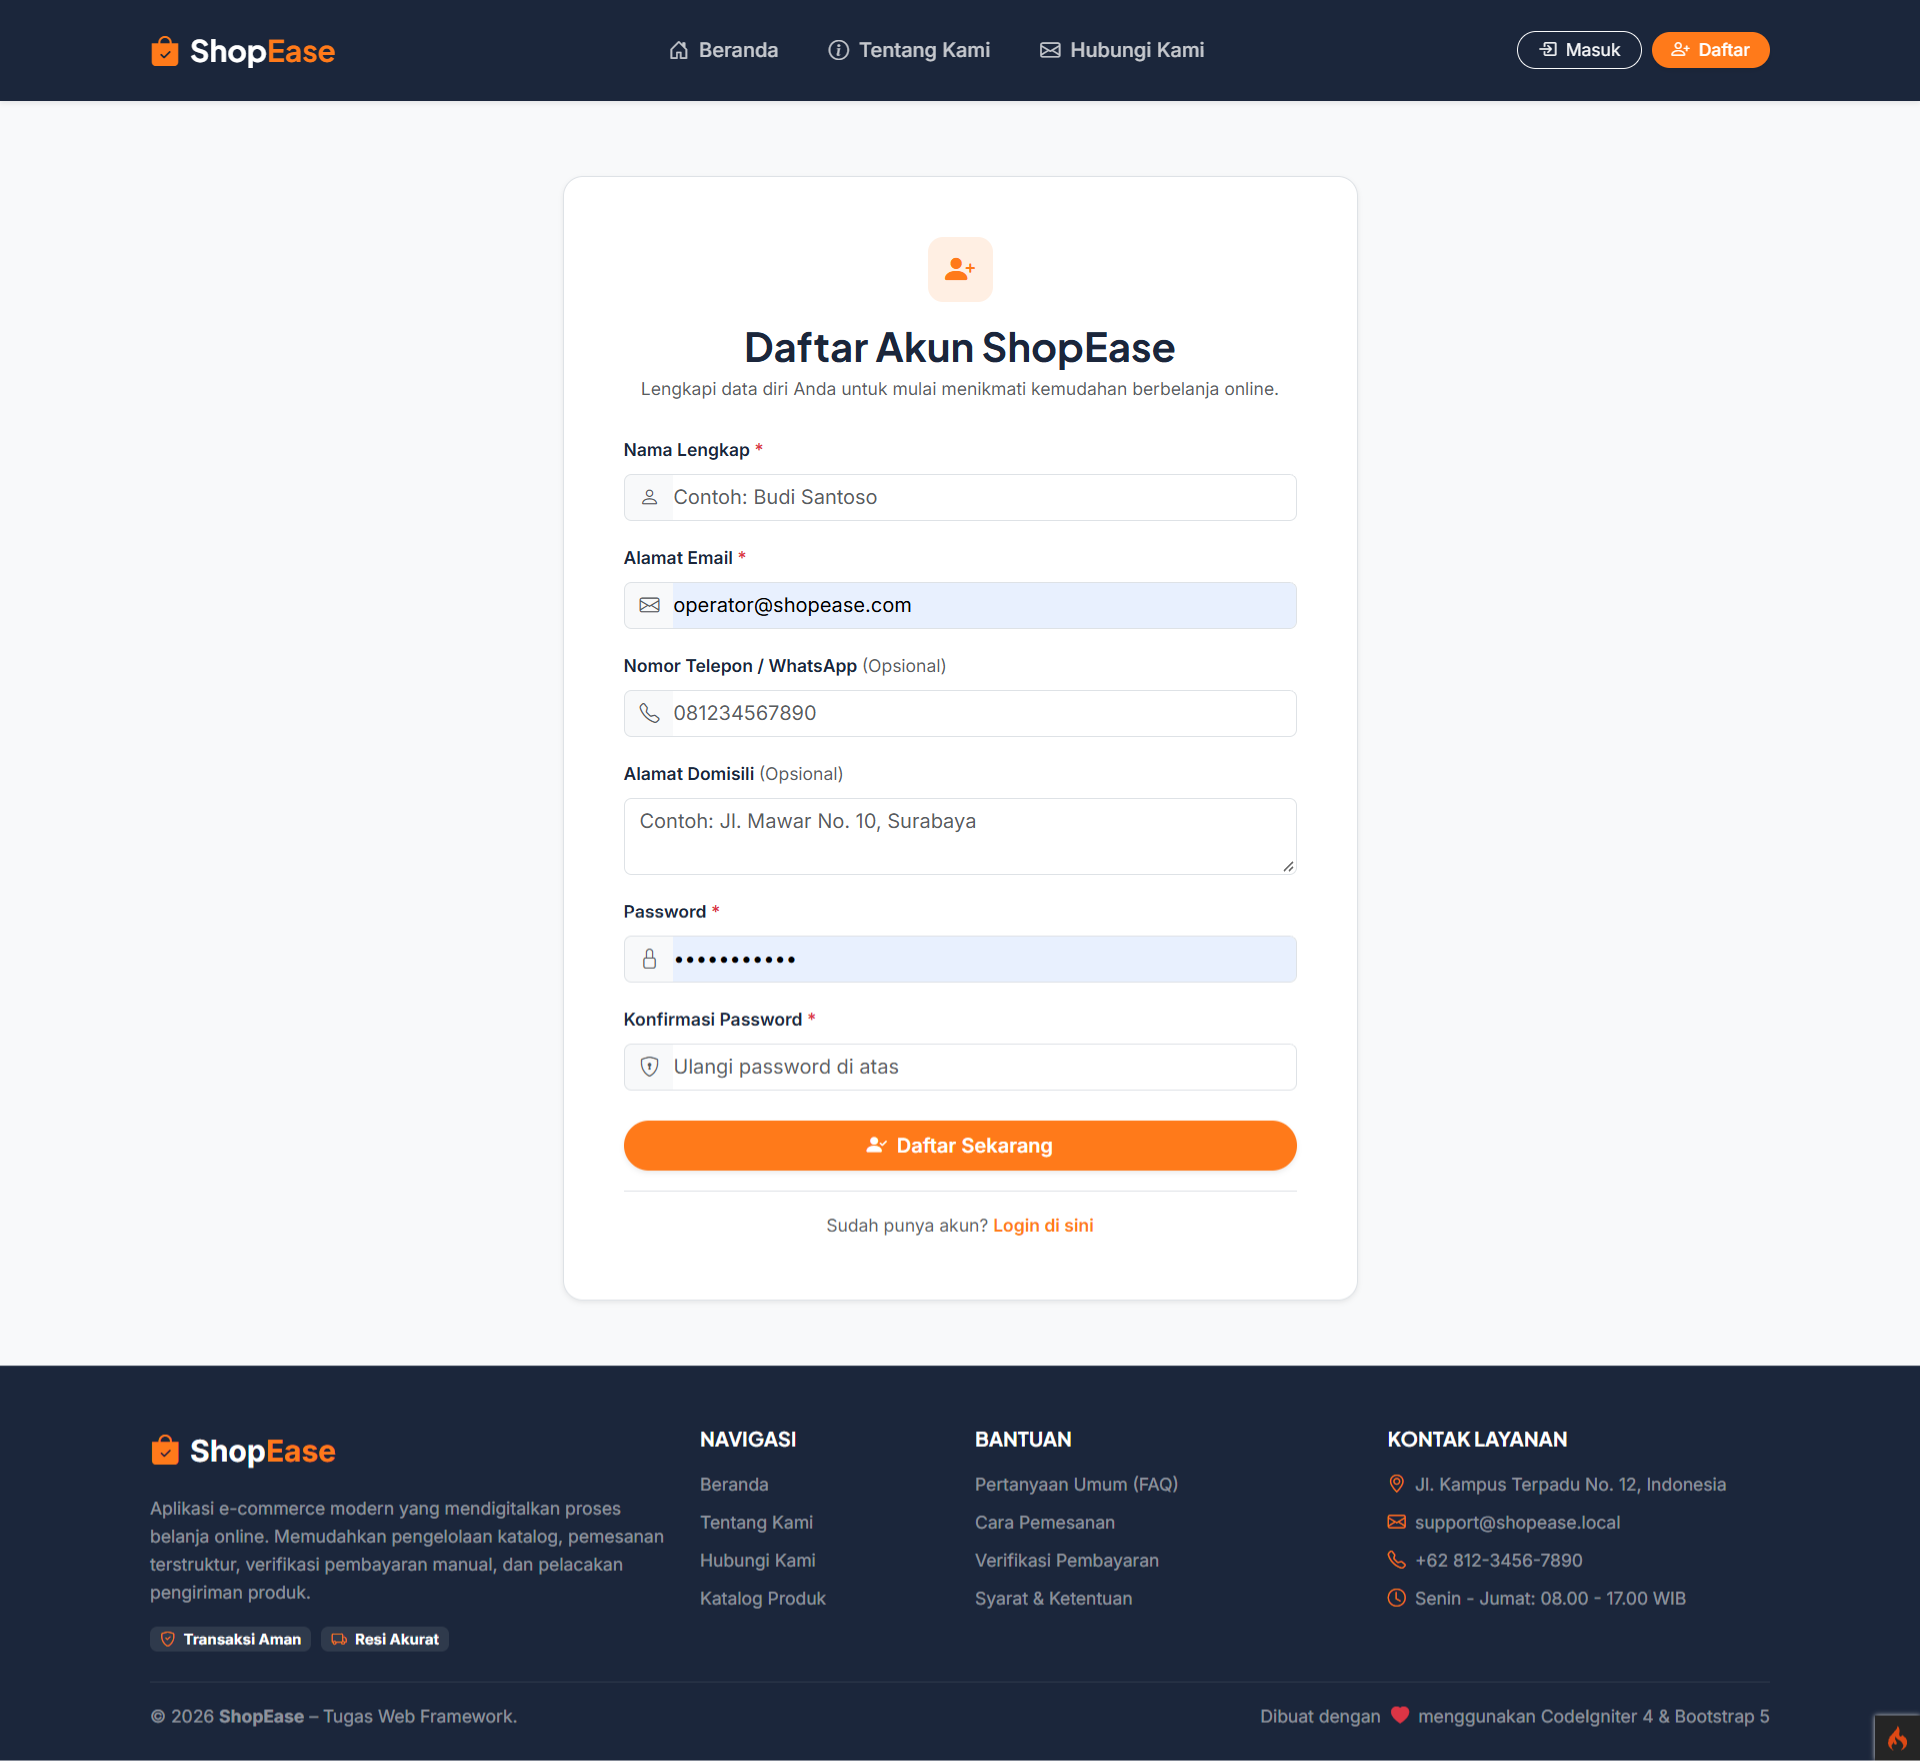 ShopEase
Beranda
Tentang Kami
Hubungi Kami
Masuk
Daftar
Daftar Akun ShopEase
Lengkapi data diri Anda untuk mulai menikmati kemudahan berbelanja online.
Nama Lengkap *
Contoh: Budi Santoso
Alamat Email *
operator@shopease.com
Nomor Telepon / WhatsApp (Opsional)
081234567890
Alamat Domisili (Opsional)
Contoh: Jl. Mawar No. 10, Surabaya
Password *
•••••••••••
Konfirmasi Password *
Ulangi password di atas
Daftar Sekarang
Sudah punya akun? Login di sini
ShopEase
Aplikasi e-commerce modern yang mendigitalkan proses
belanja online. Memudahkan pengelolaan katalog, pemesanan
terstruktur, verifikasi pembayaran manual, dan pelacakan
pengiriman produk.
Transaksi Aman
Resi Akurat
NAVIGASI
Beranda
Tentang Kami
Hubungi Kami
Katalog Produk
BANTUAN
Pertanyaan Umum (FAQ)
Cara Pemesanan
Verifikasi Pembayaran
Syarat & Ketentuan
KONTAK LAYANAN
Jl. Kampus Terpadu No. 12, Indonesia
support@shopease.local
+62 812-3456-7890
Senin - Jumat: 08.00 - 17.00 WIB
© 2026 ShopEase – Tugas Web Framework.
Dibuat dengan ❤ menggunakan CodeIgniter 4 & Bootstrap 5